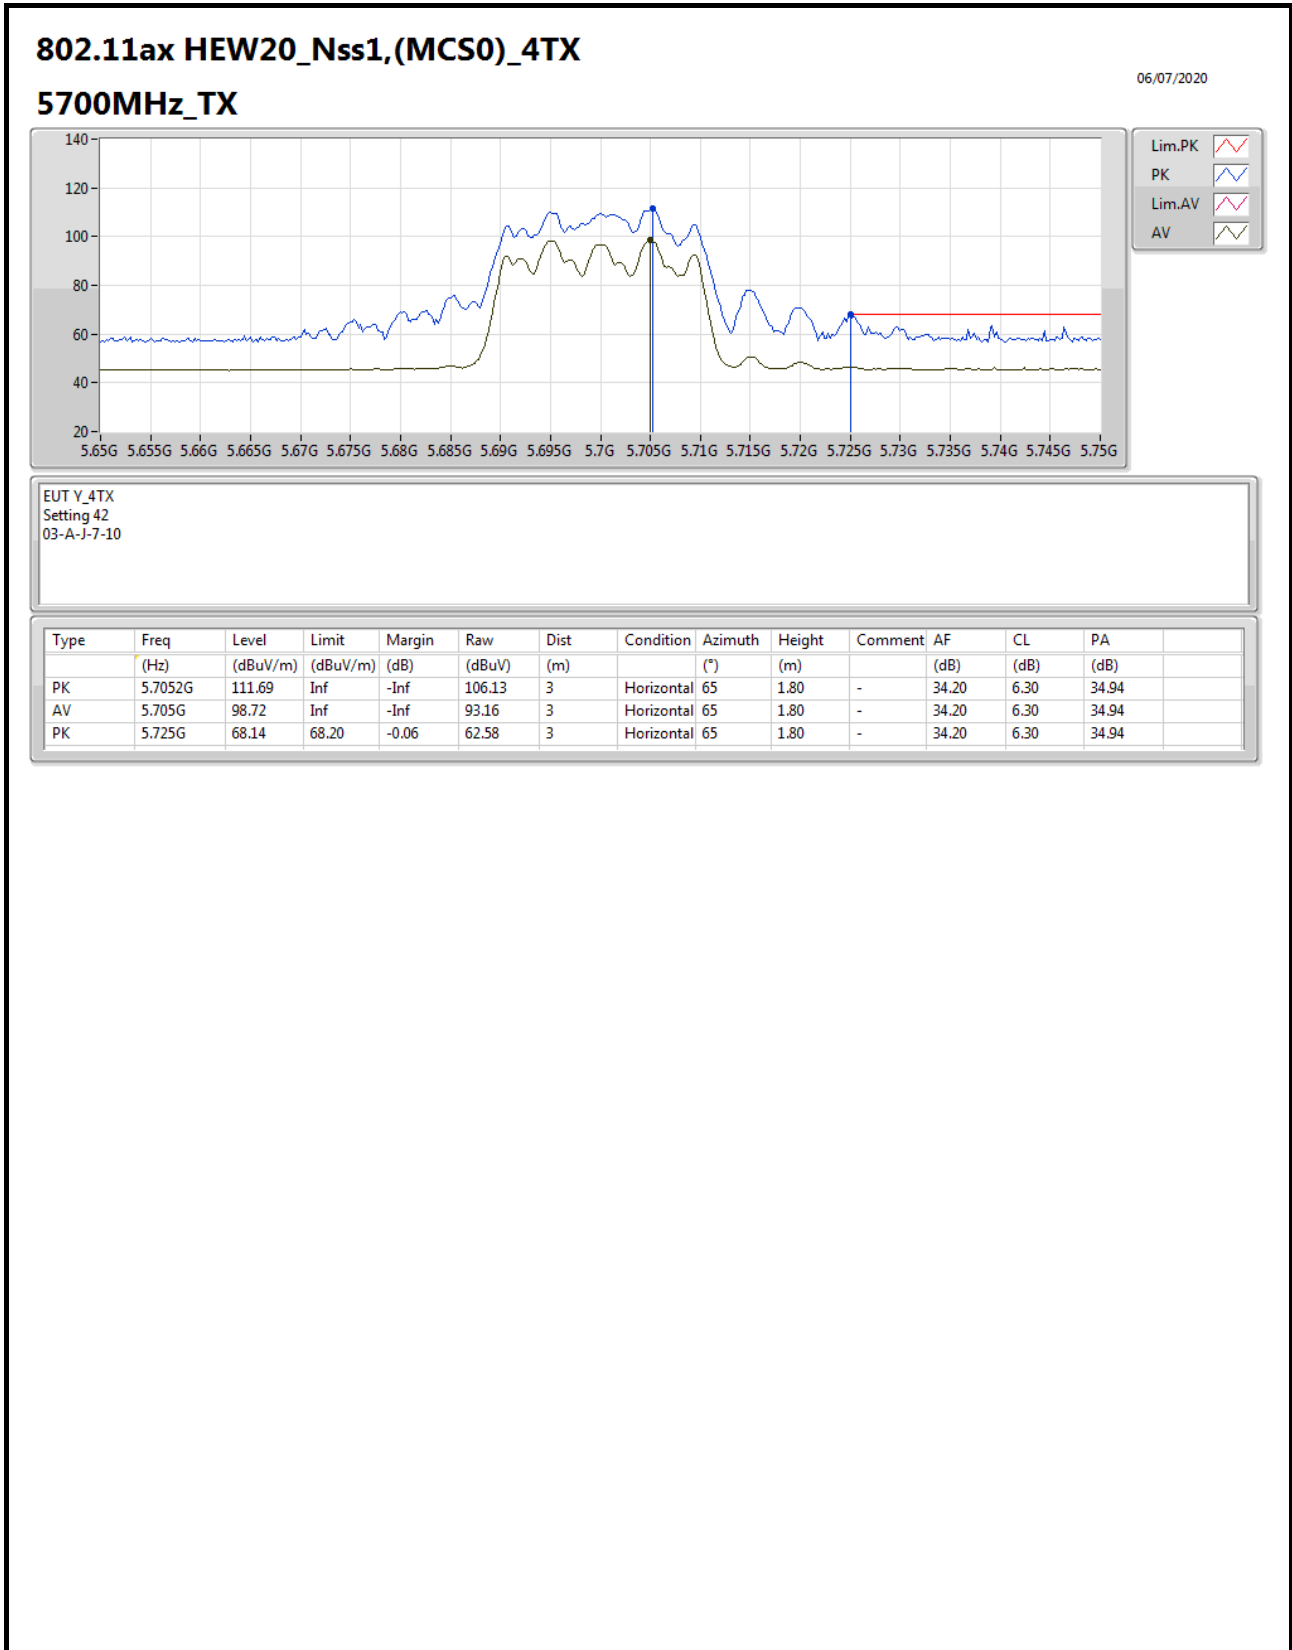 802.11ax HEW20_Nss1,(MCS0)_4TX
06/07/2020
5700MHz_TX
140
120
100
80
60
40
20
5.65G 5.655G 5.66G 5.665G 5.67G 5.675G 5.68G 5.685G 5.69G 5.695G 5.7G 5.705G 5.71G 5.715G 5.72G 5.725G 5.73G 5.735G 5.74G 5.745G 5.75G
Lim.PK
PK
Lim.AV
AV
EUT Y_4TX
Setting 42
03-A-J-7-10
Type Freq Level Limit Margin Raw Dist Condition Azimuth Height Comment AF CL PA
(Hz) (dBuV/m) (dBuV/m) (dB) (dBuV) (m) (°) (m) (dB) (dB) (dB)
PK 5.7052G 111.69 Inf -Inf 106.13 3 Horizontal 65 1.80 - 34.20 6.30 34.94
AV 5.705G 98.72 Inf -Inf 93.16 3 Horizontal 65 1.80 - 34.20 6.30 34.94
PK 5.725G 68.14 68.20 -0.06 62.58 3 Horizontal 65 1.80 - 34.20 6.30 34.94